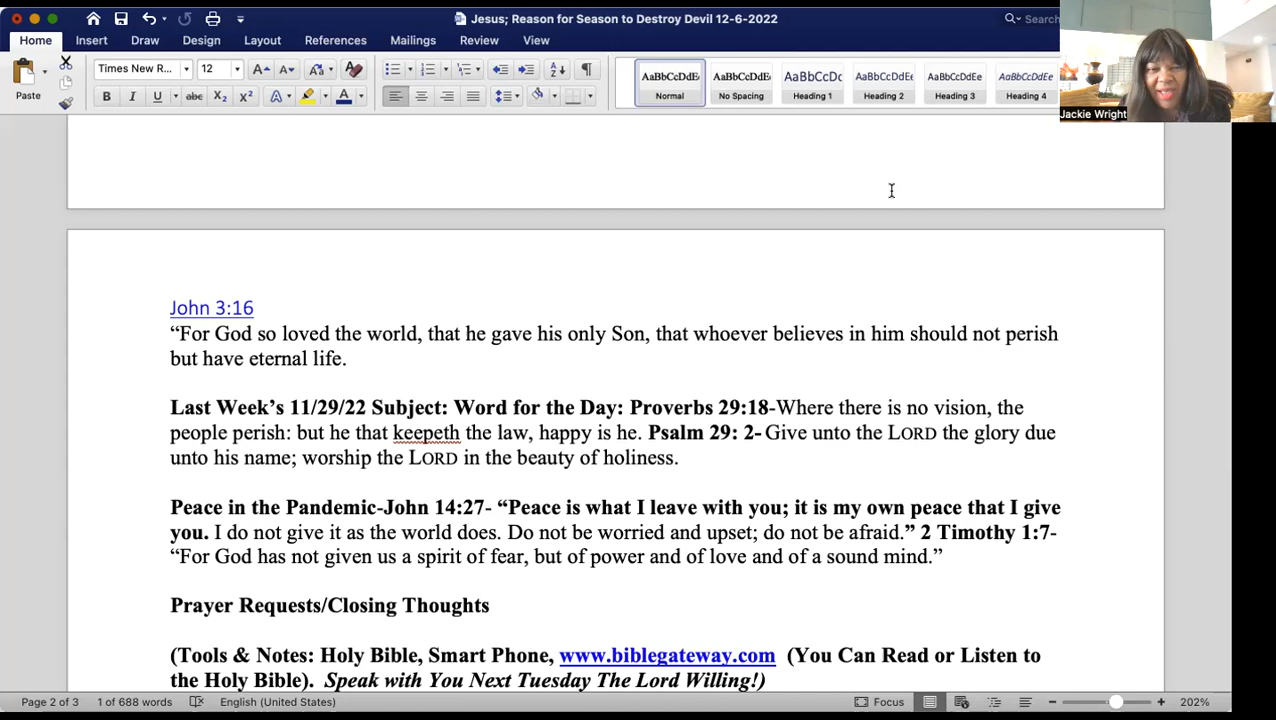 Jesus; Reason for Season to Destroy Devil 12-6-2022
Search
Home Insert Draw Design Layout References Mailings Review View
Paste
Times New R... 12
AaBbCcDdEe AaBbCcDdEe AaBbCcDc AaBbCcDdEe AaBbCcDdEe AaBbCcDdEe
Normal No Spacing Heading 1 Heading 2 Heading 3 Heading 4
Jackie Wright
John 3:16
“For God so loved the world, that he gave his only Son, that whoever believes in him should not perish
but have eternal life.
Last Week’s 11/29/22 Subject: Word for the Day: Proverbs 29:18-Where there is no vision, the
people perish: but he that keepeth the law, happy is he. Psalm 29: 2- Give unto the LORD the glory due
unto his name; worship the LORD in the beauty of holiness.
Peace in the Pandemic-John 14:27- “Peace is what I leave with you; it is my own peace that I give
you. I do not give it as the world does. Do not be worried and upset; do not be afraid.” 2 Timothy 1:7-
“For God has not given us a spirit of fear, but of power and of love and of a sound mind.”
Prayer Requests/Closing Thoughts
(Tools & Notes: Holy Bible, Smart Phone, www.biblegateway.com (You Can Read or Listen to
the Holy Bible). Speak with You Next Tuesday The Lord Willing!)
Page 2 of 3 1 of 688 words English (United States) Focus 202%